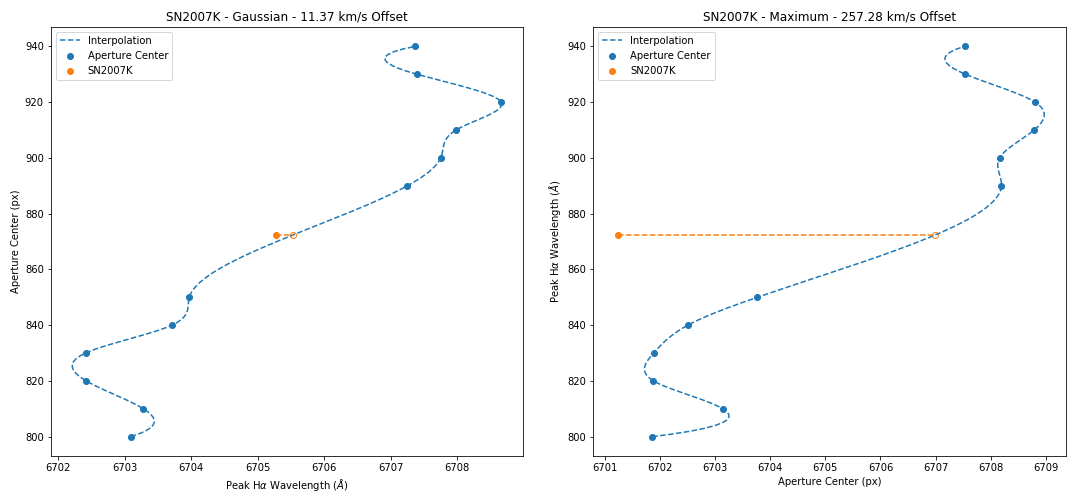 SN2007K - Gaussian - 11.37 km/s Offset
Interpolation
Aperture Center
SN2007K
940
920
900
880
860
840
820
800
Aperture Center (px)
6702
6703
6704
6705
6706
6707
6708
Peak Hα Wavelength (Å)
SN2007K - Maximum - 257.28 km/s Offset
Interpolation
Aperture Center
SN2007K
940
920
900
880
860
840
820
800
Peak Hα Wavelength (Å)
6701
6702
6703
6704
6705
6706
6707
6708
6709
Aperture Center (px)